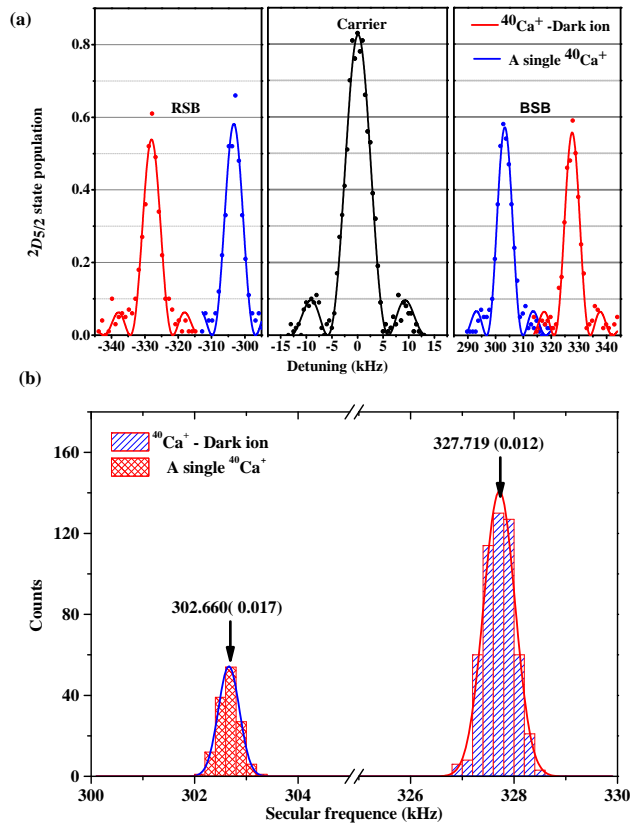 (a)
Carrier
⁴⁰Ca⁺ -Dark ion
A single ⁴⁰Ca⁺
RSB
BSB
²D₅/₂ state population
0.8
0.6
0.4
0.2
0.0
-340 -330 -320 -310 -300
-15 -10 -5 0 5 10 15
290 300 310 320 330 340
Detuning (kHz)
(b)
⁴⁰Ca⁺ - Dark ion
A single ⁴⁰Ca⁺
327.719 (0.012)
302.660( 0.017)
Counts
160
120
80
40
0
300 302 304 326 328 330
Secular frequence (kHz)